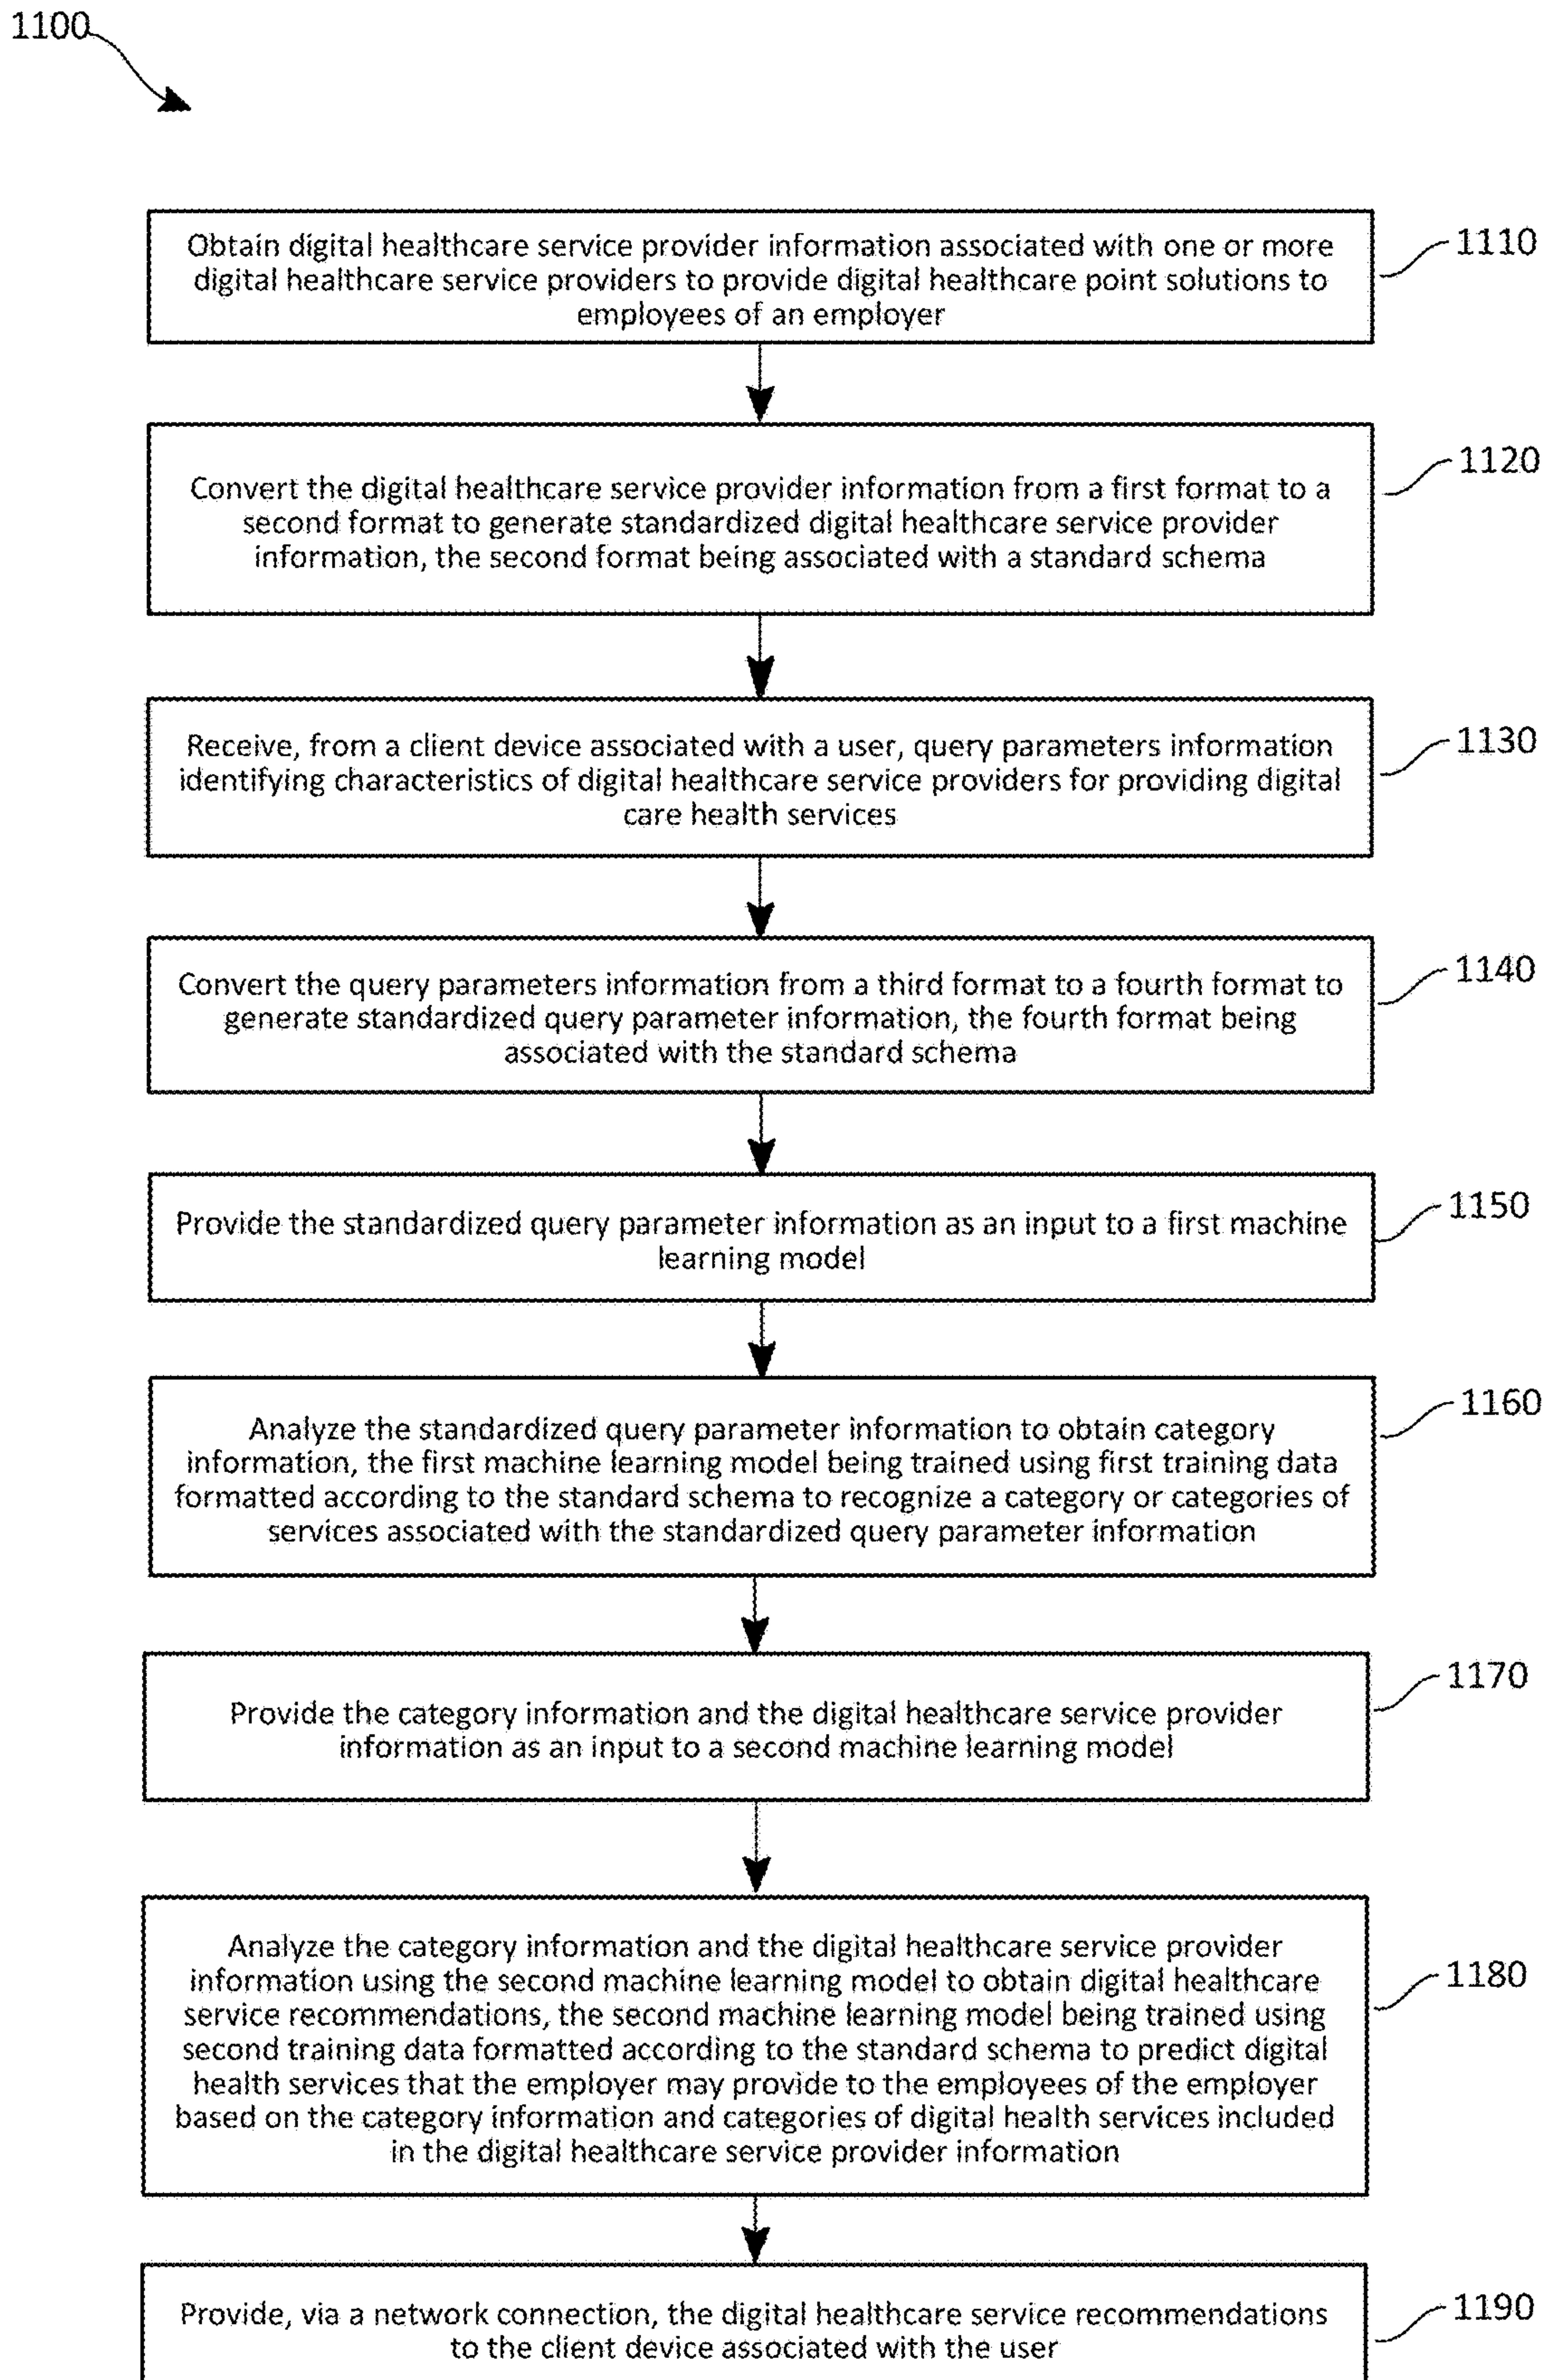 1100
Obtain digital healthcare service provider information associated with one or more
digital healthcare service providers to provide digital healthcare point solutions to
employees of an employer
1110
Convert the digital healthcare service provider information from a first format to a
second format to generate standardized digital healthcare service provider
information, the second format being associated with a standard schema
1120
Receive, from a client device associated with a user, query parameters information
identifying characteristics of digital healthcare service providers for providing digital
care health services
1130
Convert the query parameters information from a third format to a fourth format to
generate standardized query parameter information, the fourth format being
associated with the standard schema
1140
Provide the standardized query parameter information as an input to a first machine
learning model
1150
Analyze the standardized query parameter information to obtain category
information, the first machine learning model being trained using first training data
formatted according to the standard schema to recognize a category or categories of
services associated with the standardized query parameter information
1160
Provide the category information and the digital healthcare service provider
information as an input to a second machine learning model
1170
Analyze the category information and the digital healthcare service provider
information using the second machine learning model to obtain digital healthcare
service recommendations, the second machine learning model being trained using
second training data formatted according to the standard schema to predict digital
health services that the employer may provide to the employees of the employer
based on the category information and categories of digital health services included
in the digital healthcare service provider information
1180
Provide, via a network connection, the digital healthcare service recommendations
to the client device associated with the user
1190